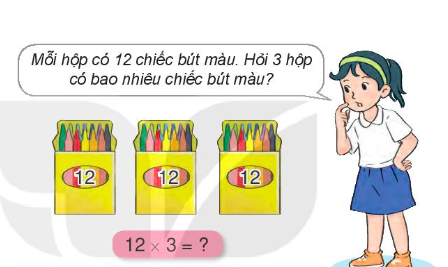 Mỗi hộp có 12 chiếc bút màu. Hỏi 3 hộp
có bao nhiêu chiếc bút màu?
12 12 12
12 × 3 = ?